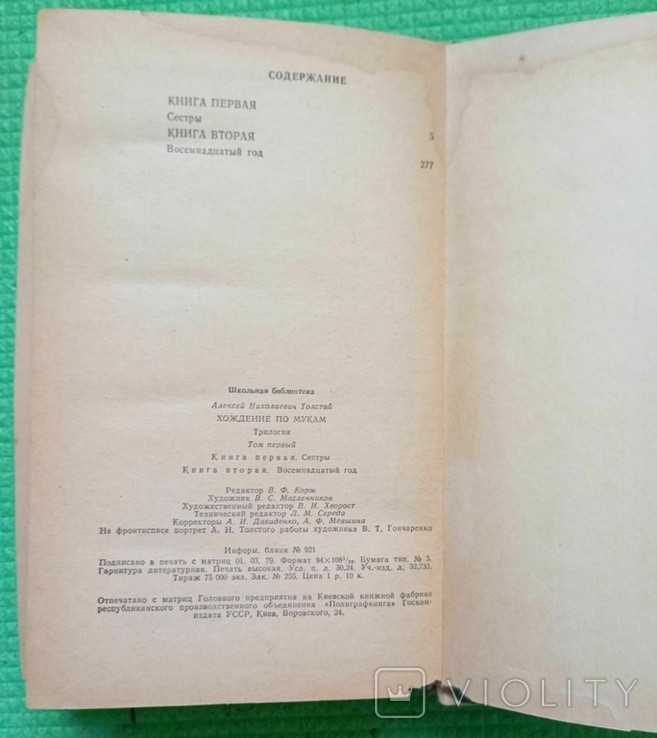 СОДЕРЖАНИЕ
КНИГА ПЕРВАЯ
Сестры
5
КНИГА ВТОРАЯ
Восемнадцатый год
277
Школьная библиотека
Алексей Николаевич Толстой
ХОЖДЕНИЕ ПО МУКАМ
Трилогия
Том первый
Книга первая. Сестры
Книга вторая. Восемнадцатый год
Редактор В. Ф. Корж
Художник В. С. Масленников
Художественный редактор В. Н. Хворост
Технический редактор Л. М. Середа
Корректоры А. И. Давиденко, А. Ф. Мевшина
На фронтисписе портрет А. Н. Толстого работы художника В. Т. Гончаренко
Информ. бланк № 921
Подписано в печать с матриц 01. 03. 79. Формат 84×108¹/₃₂. Бумага тип. № 3.
Гарнитура литературная. Печать высокая. Усл. п. л. 30,24. Уч.-изд. л. 32,733.
Тираж 75 000 экз. Зак. № 255. Цена 1 р. 10 к.
Отпечатано с матриц Головного предприятия на Киевской книжной фабрике
республиканского производственного объединения «Полиграфкнига» Госком-
издата УССР, Киев, Воровского, 24.
VIOLITY